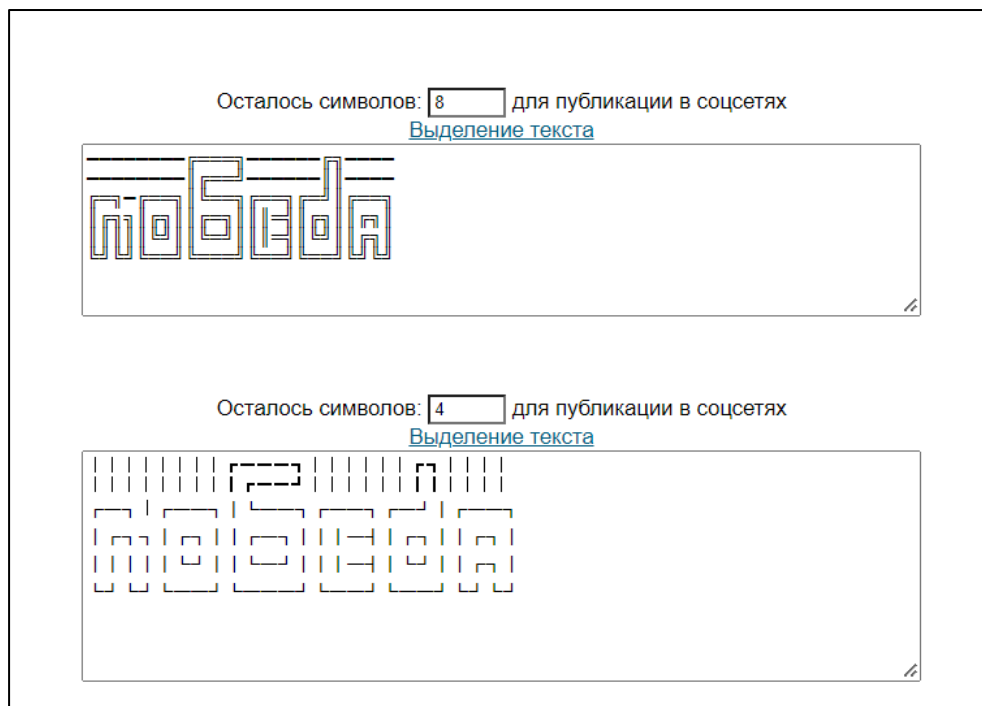 Осталось символов: 8 для публикации в соцсетях
Выделение текста
победа
Осталось символов: 4 для публикации в соцсетях
Выделение текста
победа